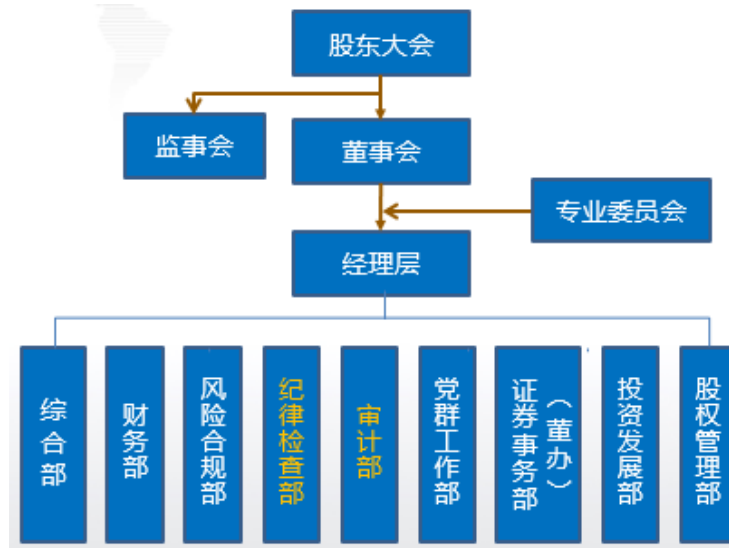 股东大会
监事会
董事会
专业委员会
经理层
综合部
财务部
风险合规部
纪律检查部
审计部
党群工作部
证券事务部
（董办）
投资发展部
股权管理部